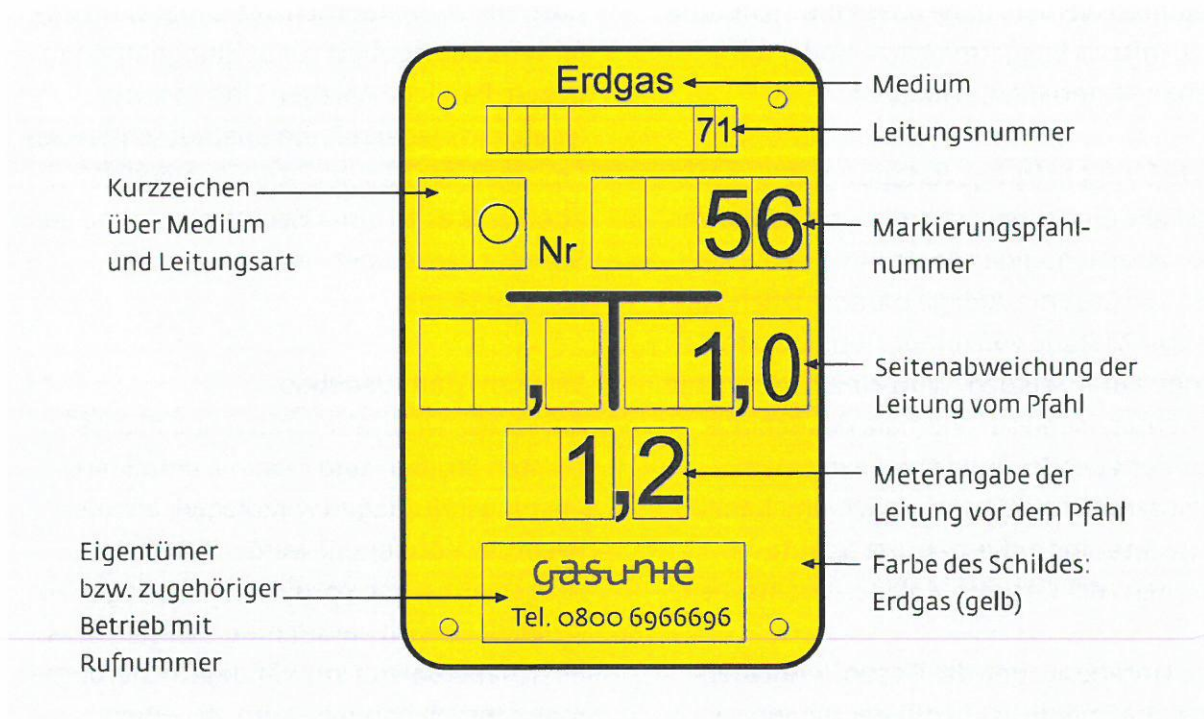 Erdgas
71
Nr 56
1,0
,
1,2
gasunie
Tel. 0800 6966696
Medium
Leitungsnummer
Markierungspfahl-
nummer
Seitenabweichung der
Leitung vom Pfahl
Meterangabe der
Leitung vor dem Pfahl
Farbe des Schildes:
Erdgas (gelb)
Kurzzeichen
über Medium
und Leitungsart
Eigentümer
bzw. zugehöriger
Betrieb mit
Rufnummer